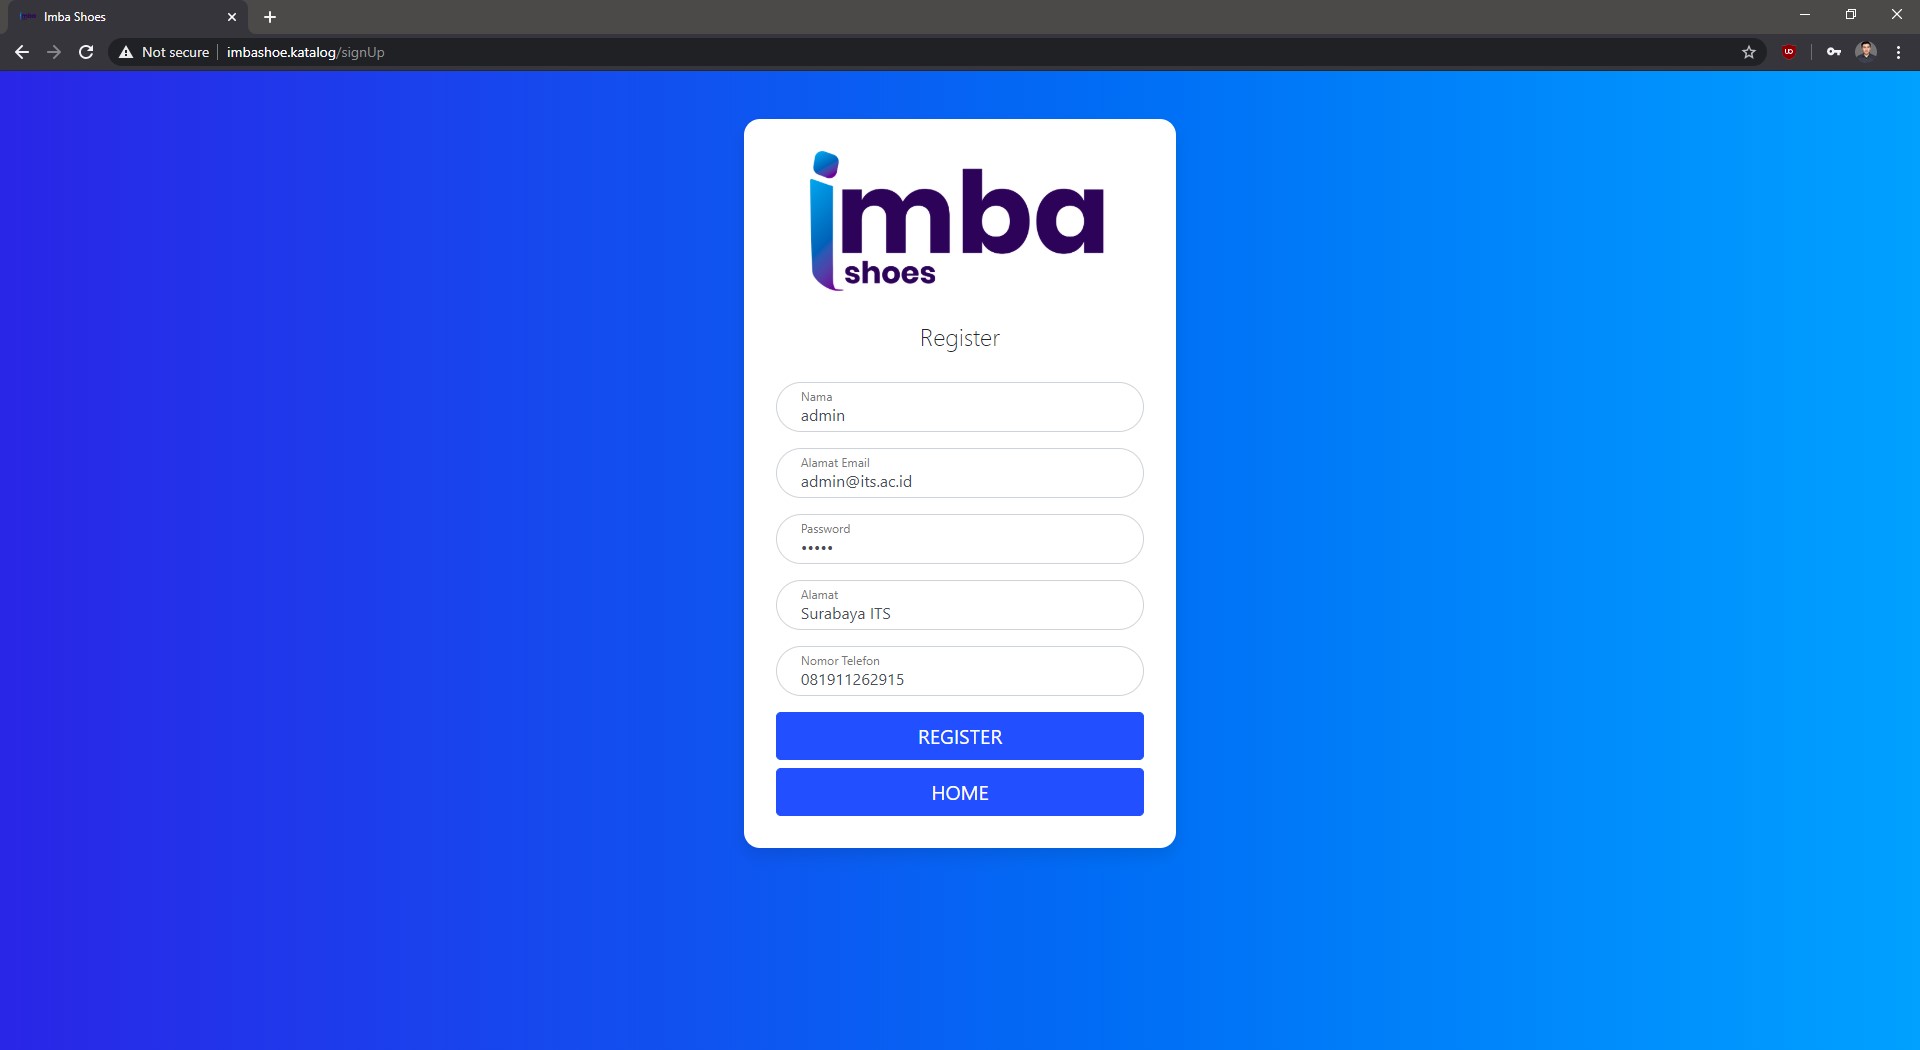 Imba Shoes
Not secure
imbashoe.katalog/signUp
imba
shoes
Register
Nama
admin
Alamat Email
admin@its.ac.id
Password
•••••
Alamat
Surabaya ITS
Nomor Telefon
081911262915
REGISTER
HOME